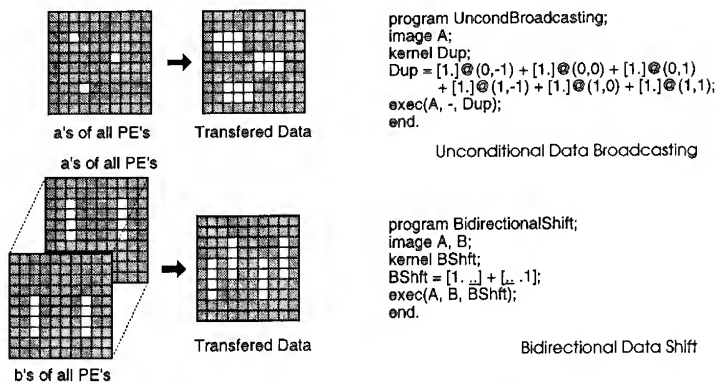 program UncondBroadcasting;
image A;
kernel Dup;
Dup = [1.]@(0,-1) + [1.]@(0,0) + [1.]@(0,1)
+ [1.]@(1,-1) + [1.]@(1,0) + [1.]@(1,1);
exec(A, -, Dup);
end.
a's of all PE's
Transfered Data
Unconditional Data Broadcasting
a's of all PE's
program BidirectionalShift;
image A, B;
kernel BShft;
BShft = [1. ..] + [.. .1];
exec(A, B, BShft);
end.
Transfered Data
Bidirectional Data Shift
b's of all PE's